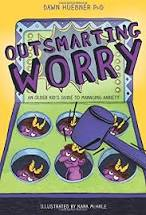 DAWN HUEBNER PhD
OUTSMARTING
WORRY
AN OLDER KID'S GUIDE TO MANAGING ANXIETY
ILLUSTRATED BY KARA McHALE